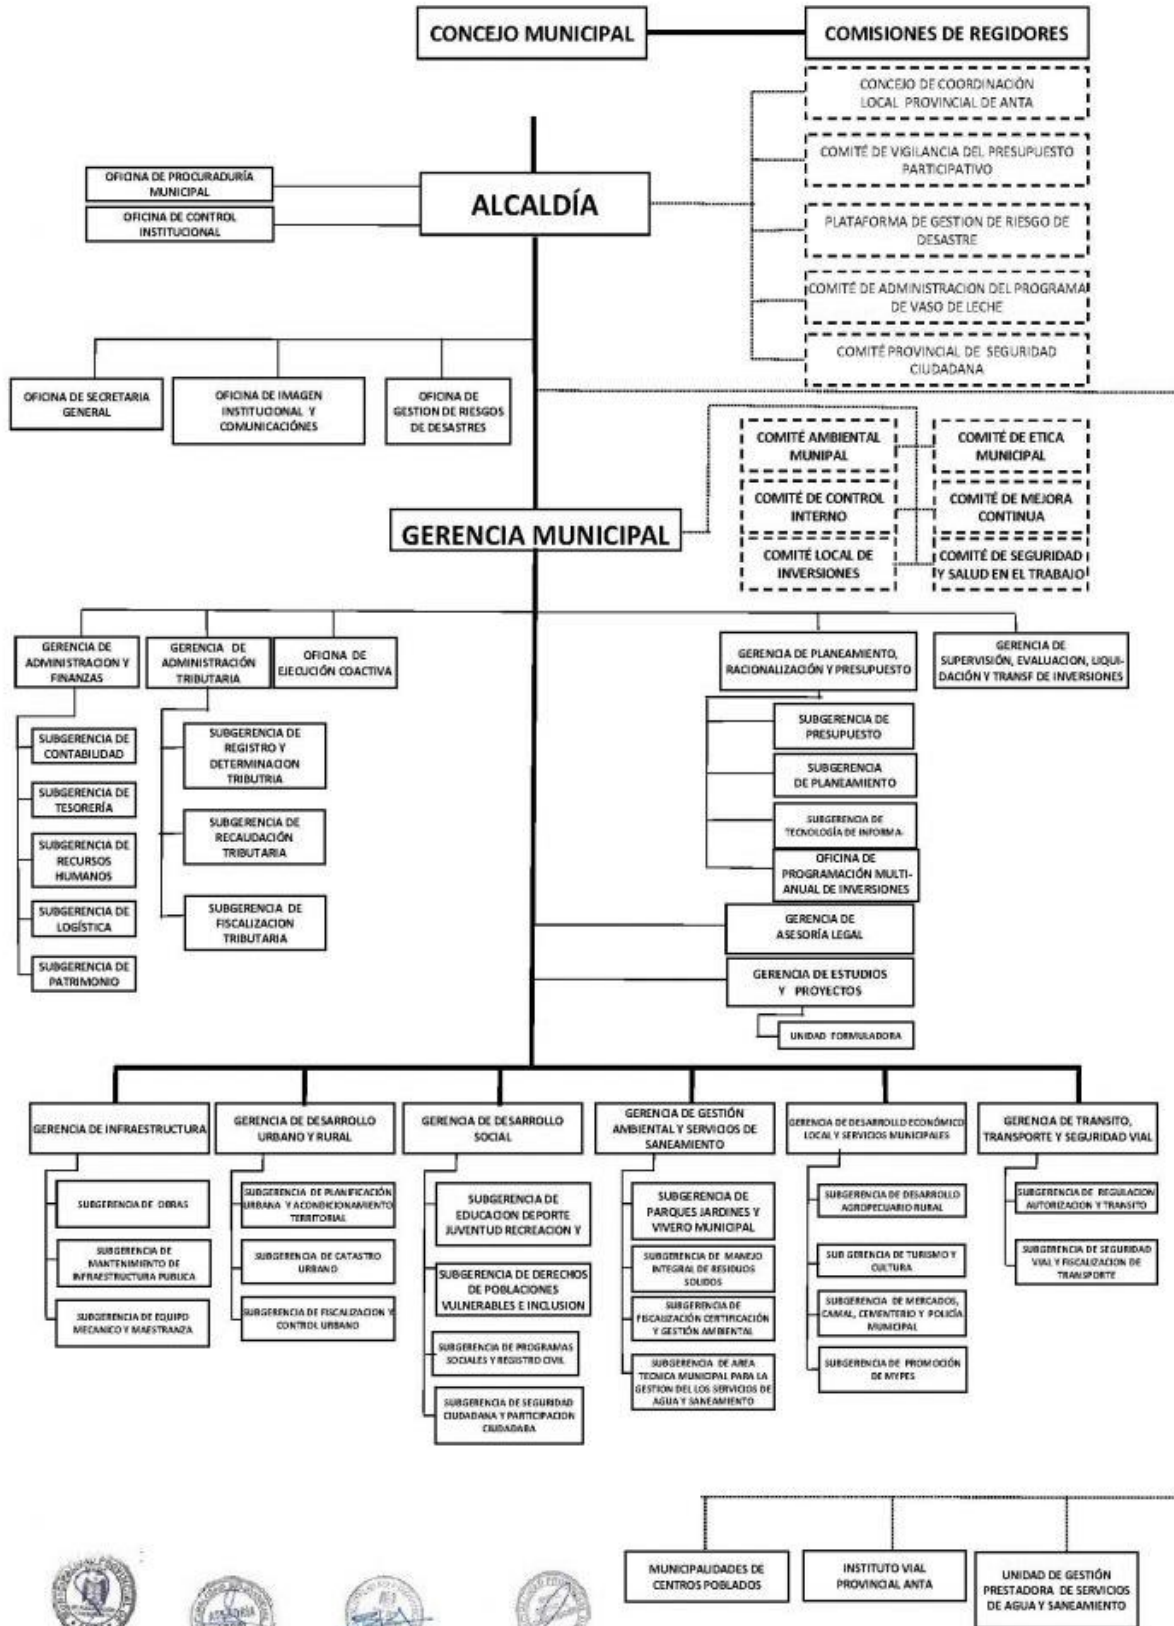 CONCEJO MUNICIPAL
COMISIONES DE REGIDORES
CONCEJO DE COORDINACIÓN
LOCAL PROVINCIAL DE ANTA
COMITÉ DE VIGILANCIA DEL PRESUPUESTO
PARTICIPATIVO
PLATAFORMA DE GESTION DE RIESGO DE
DESASTRE
COMITÉ DE ADMINISTRACION DEL PROGRAMA
DE VASO DE LECHE
COMITÉ PROVINCIAL DE SEGURIDAD
CIUDADANA
OFICINA DE PROCURADURÍA
MUNICIPAL
OFICINA DE CONTROL
INSTITUCIONAL
ALCALDÍA
OFICINA DE SECRETARIA
GENERAL
OFICINA DE IMAGEN
INSTITUCIONAL Y
COMUNICACIÓNES
OFICINA DE
GESTION DE RIESGOS
DE DESASTRES
COMITÉ AMBIENTAL
MUNIPAL
COMITÉ DE ETICA
MUNICIPAL
COMITÉ DE CONTROL
INTERNO
COMITÉ DE MEJORA
CONTINUA
COMITÉ LOCAL DE
INVERSIONES
COMITÉ DE SEGURIDAD
Y SALUD EN EL TRABAJO
GERENCIA MUNICIPAL
GERENCIA DE
ADMINISTRACION Y
FINANZAS
GERENCIA DE
ADMINISTRACIÓN
TRIBUTARIA
OFICINA DE
EJECUCIÓN COACTIVA
GERENCIA DE PLANEAMIENTO,
RACIONALIZACIÓN Y PRESUPUESTO
GERENCIA DE
SUPERVISIÓN, EVALUACION, LIQUI-
DACIÓN Y TRANSF DE INVERSIONES
SUBGERENCIA DE
CONTABILIDAD
SUBGERENCIA DE
TESORERÍA
SUBGERENCIA DE
RECURSOS
HUMANOS
SUBGERENCIA DE
LOGÍSTICA
SUBGERENCIA DE
PATRIMONIO
SUBGERENCIA DE
REGISTRO Y
DETERMINACION
TRIBUTRIA
SUBGERENCIA DE
RECAUDACIÓN
TRIBUTARIA
SUBGERENCIA DE
FISCALIZACION
TRIBUTARIA
SUBGERENCIA DE
PRESUPUESTO
SUBGERENCIA
DE PLANEAMIENTO
SUBGERENCIA DE
TECNOLOGÍA DE INFORMA-
OFICINA DE
PROGRAMACIÓN MULTI-
ANUAL DE INVERSIONES
GERENCIA DE
ASESORÍA LEGAL
GERENCIA DE ESTUDIOS
Y PROYECTOS
UNIDAD FORMULADORA
GERENCIA DE INFRAESTRUCTURA
SUBGERENCIA DE OBRAS
SUBGERENCIA DE
MANTENIMIENTO DE
INFRAESTRUCTURA PUBLICA
SUBGERENCIA DE EQUIPO
MECANICO Y MAESTRANZA
GERENCIA DE DESARROLLO
URBANO Y RURAL
SUBGERENCIA DE PLANIFICACIÓN
URBANA Y ACONDICIONAMIENTO
TERRITORIAL
SUBGERENCIA DE CATASTRO
URBANO
SUBGERENCIA DE FISCALIZACION Y
CONTROL URBANO
GERENCIA DE DESARROLLO
SOCIAL
SUBGERENCIA DE
EDUCACION DEPORTE
JUVENTUD RECREACION Y
SUBGERENCIA DE DERECHOS
DE POBLACIONES
VULNERABLES E INCLUSION
SUBGERENCIA DE PROGRAMAS
SOCIALES Y REGISTRO CIVIL
SUBGERENCIA DE SEGURIDAD
CIUDADANA Y PARTICIPACION
CIUDADARA
GERENCIA DE GESTIÓN
AMBIENTAL Y SERVICIOS DE
SANEAMIENTO
SUBGERENCIA DE
PARQUES JARDINES Y
VIVERO MUNICIPAL
SUBGERENCIA DE MANEJO
INTEGRAL DE RESIDUOS
SOLIDOS
SUBGERENCIA DE
FISCALIZACIÓN CERTIFICACIÓN
Y GESTIÓN AMBIENTAL
SUBGERENCIA DE AREA
TECNICA MUNICIPAL PARA LA
GESTION DEL LOS SERVICIOS DE
AGUA Y SANEAMIENTO
GERENCIA DE DESARROLLO ECONÓMICO
LOCAL Y SERVICIOS MUNICIPALES
SUBGERENCIA DE DESARROLLO
AGROPECUARIO RURAL
SUB GERENCIA DE TURISMO Y
CULTURA
SUBGERENCIA DE MERCADOS,
CAMAL, CEMENTERIO Y POLICÍA
MUNICIPAL
SUBGERENCIA DE PROMOCIÓN
DE MYPES
GERENCIA DE TRANSITO,
TRANSPORTE Y SEGURIDAD VIAL
SUBGERENCIA DE REGULACION
AUTORIZACION Y TRANSITO
SUBGERENCIA DE SEGURIDAD
VIAL Y FISCALIZACION DE
TRANSPORTE
MUNICIPALIDADES DE
CENTROS POBLADOS
INSTITUTO VIAL
PROVINCIAL ANTA
UNIDAD DE GESTIÓN
PRESTADORA DE SERVICIOS
DE AGUA Y SANEAMIENTO